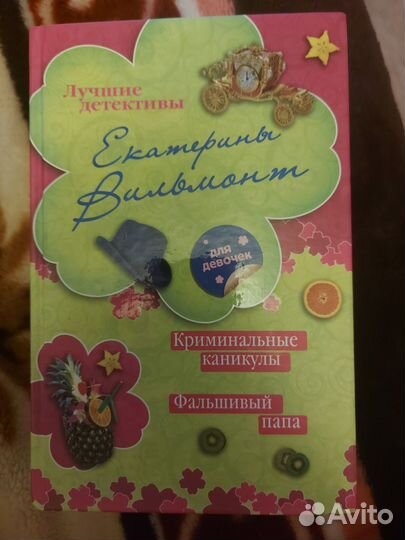 Лучшие
детективы
Екатерины
Вильмонт
для
девочек
Криминальные
каникулы
Фальшивый
папа
Avito